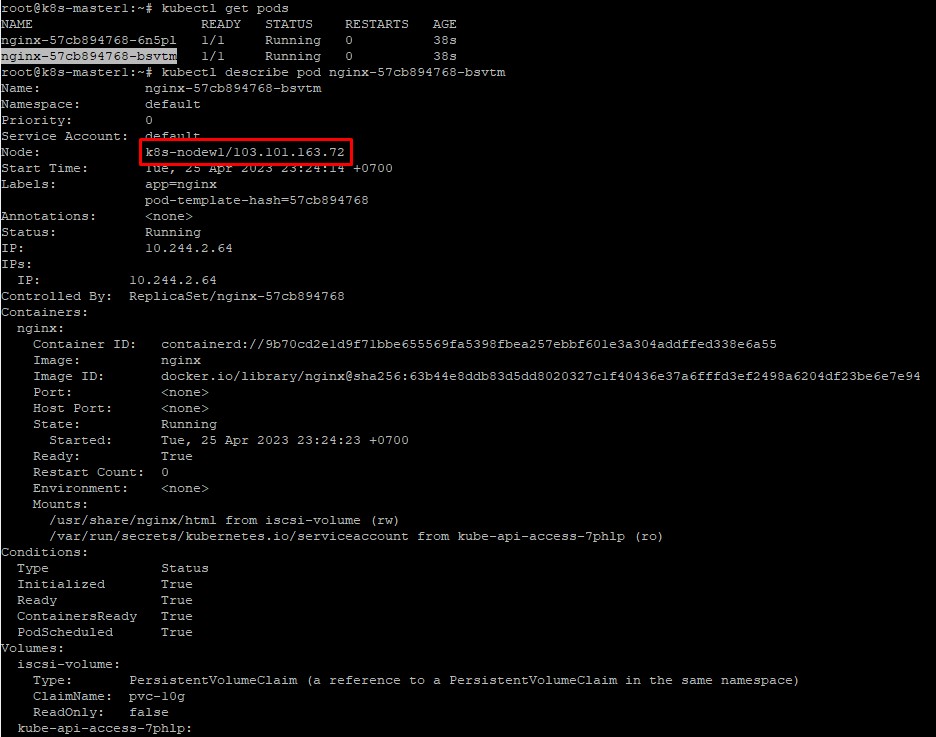 root@k8s-master1:~# kubectl get pods
NAME                     READY   STATUS    RESTARTS   AGE
nginx-57cb894768-6n5pl   1/1     Running   0          38s
nginx-57cb894768-bsvtm   1/1     Running   0          38s
root@k8s-master1:~# kubectl describe pod nginx-57cb894768-bsvtm
Name:             nginx-57cb894768-bsvtm
Namespace:        default
Priority:         0
Service Account:  default
Node:             k8s-nodew1/103.101.163.72
Start Time:       Tue, 25 Apr 2023 23:24:14 +0700
Labels:           app=nginx
                  pod-template-hash=57cb894768
Annotations:      <none>
Status:           Running
IP:               10.244.2.64
IPs:
  IP:           10.244.2.64
Controlled By:  ReplicaSet/nginx-57cb894768
Containers:
  nginx:
    Container ID:   containerd://9b70cd2e1d9f71bbe655569fa5398fbea257ebbf601e3a304addffed338e6a55
    Image:          nginx
    Image ID:       docker.io/library/nginx@sha256:63b44e8ddb83d5dd8020327c1f40436e37a6fffd3ef2498a6204df23be6e7e94
    Port:           <none>
    Host Port:      <none>
    State:          Running
      Started:      Tue, 25 Apr 2023 23:24:23 +0700
    Ready:          True
    Restart Count:  0
    Environment:    <none>
    Mounts:
      /usr/share/nginx/html from iscsi-volume (rw)
      /var/run/secrets/kubernetes.io/serviceaccount from kube-api-access-7phlp (ro)
Conditions:
  Type              Status
  Initialized       True
  Ready             True
  ContainersReady   True
  PodScheduled      True
Volumes:
  iscsi-volume:
    Type:       PersistentVolumeClaim (a reference to a PersistentVolumeClaim in the same namespace)
    ClaimName:  pvc-10g
    ReadOnly:   false
  kube-api-access-7phlp: